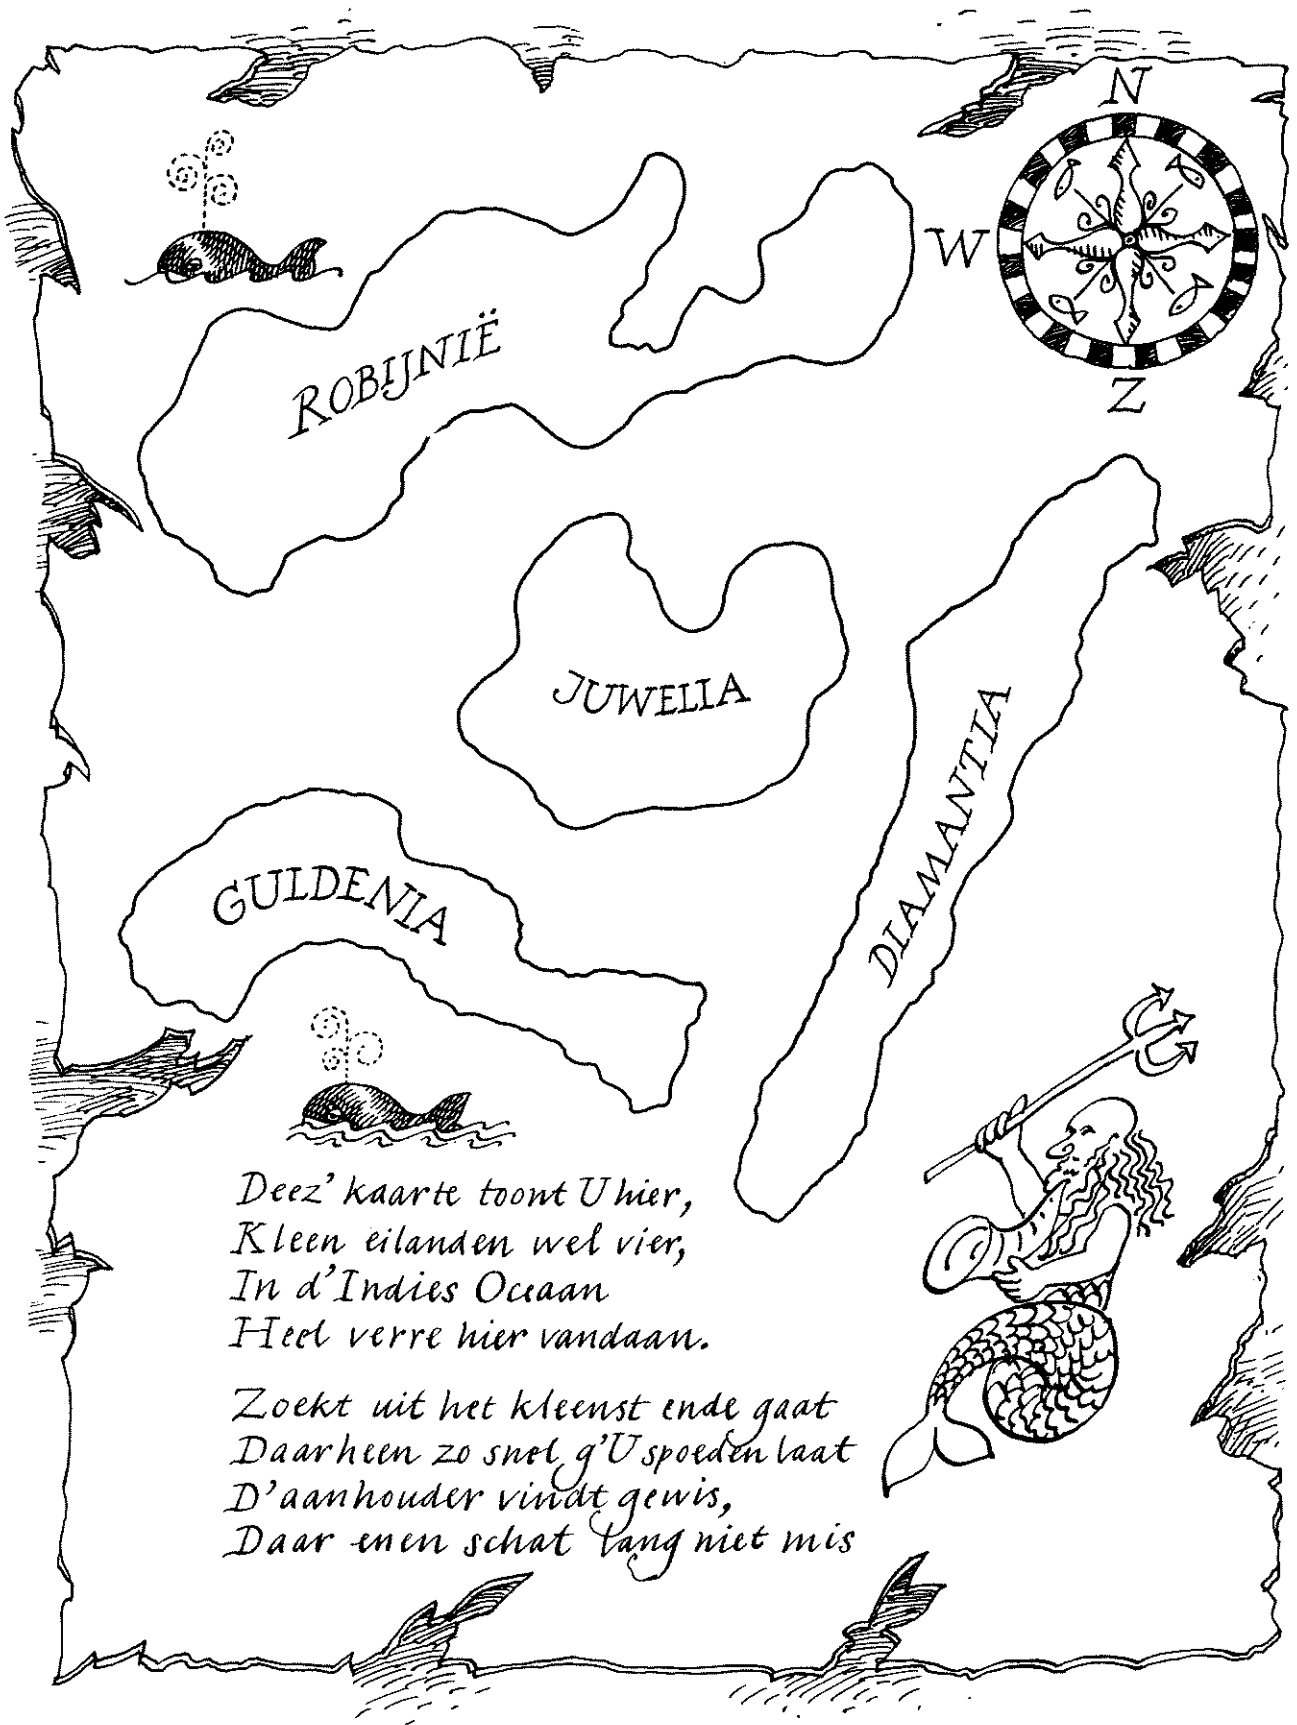 N
W
Z
ROBIJNIË
JUWELIA
DIAMANTIA
GULDENIA
Deez' kaarte toont U hier,
Kleen eilanden wel vier,
In d'Indies Oceaan
Heel verre hier vandaan.
Zoekt uit het kleenst ende gaat
Daarheen zo snel g'U spoeden laat
D'aanhouder vindt gewis,
Daar enen schat lang niet mis